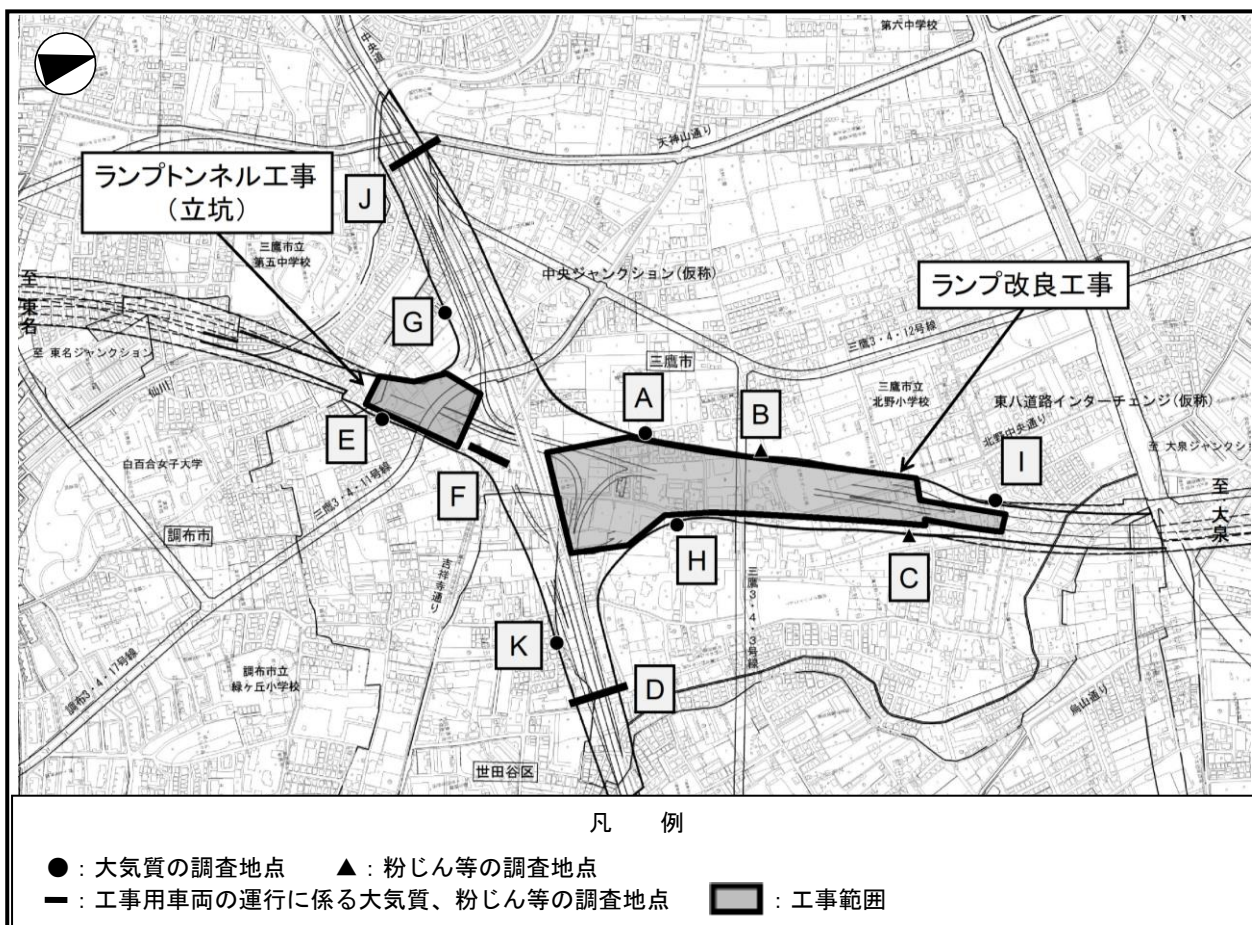 中央道
第六中学校
天神山通り
ランプトンネル工事
(立坑)
J
三鷹市立
第五中学校
中央ジャンクション(仮称)
ランプ改良工事
至 東名
至 東名ジャンクション
仙川
G
三鷹市
三鷹3・4・12号線
三鷹市立
北野小学校
東八道路インターチェンジ(仮称)
北野中央通り
至 大泉ジャンクション
A
B
I
E
白百合女子大学
三鷹3・4・11号線
F
至 大泉
調布市
吉祥寺通り
H
C
三鷹3・4・3号線
K
調布市立
緑ヶ丘小学校
D
調布3・4・17号線
烏山通り
世田谷区
凡 例
●：大気質の調査地点 ▲：粉じん等の調査地点
━：工事用車両の運行に係る大気質、粉じん等の調査地点 ：工事範囲